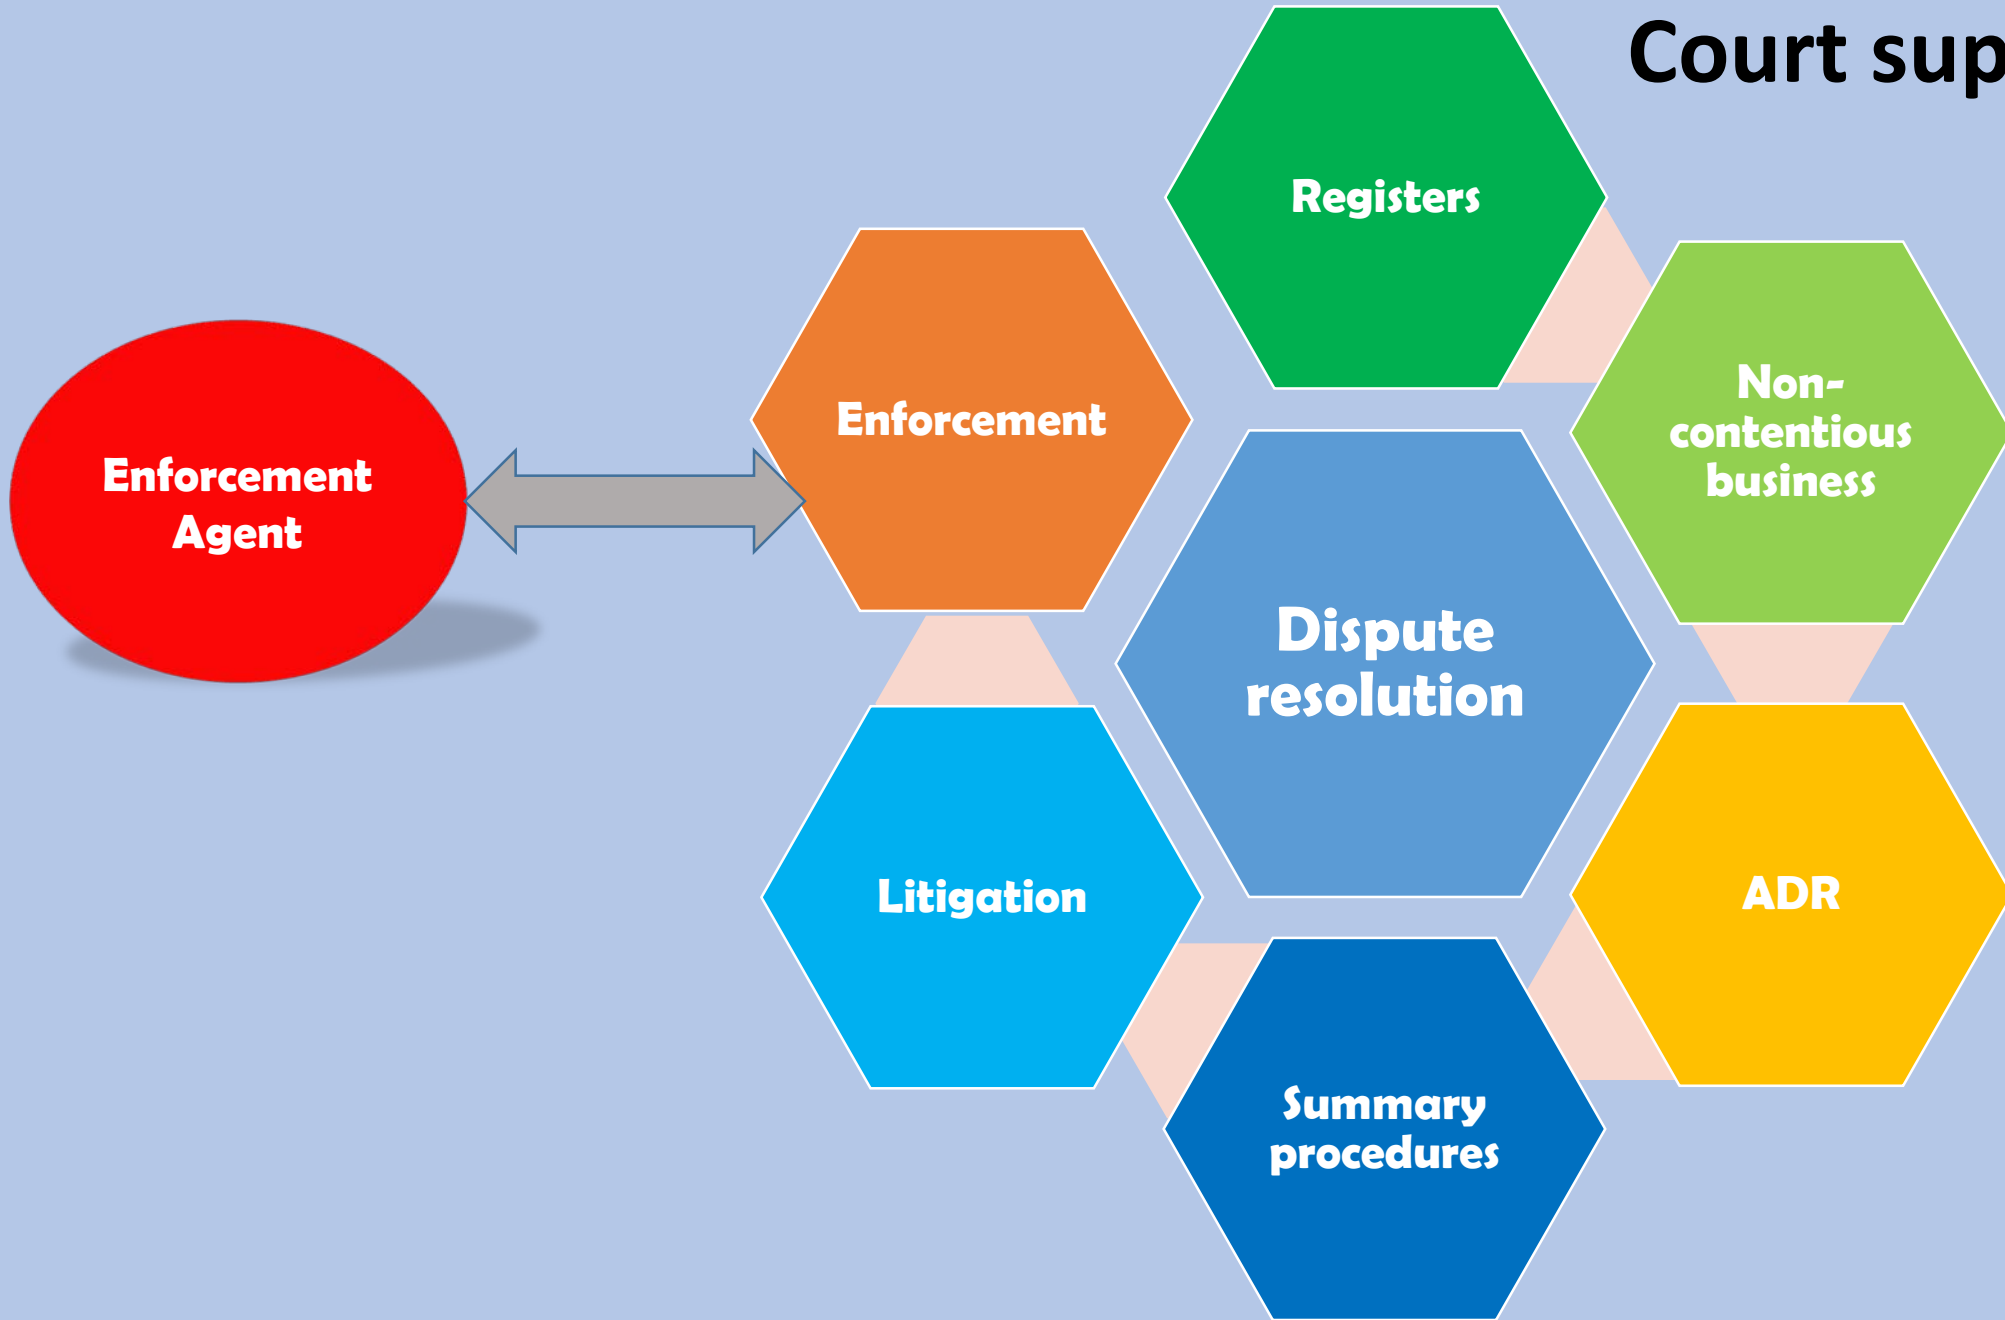 Court sup
Registers
Enforcement
Non-
contentious
business
Enforcement
Agent
Dispute
resolution
Litigation
ADR
Summary
procedures